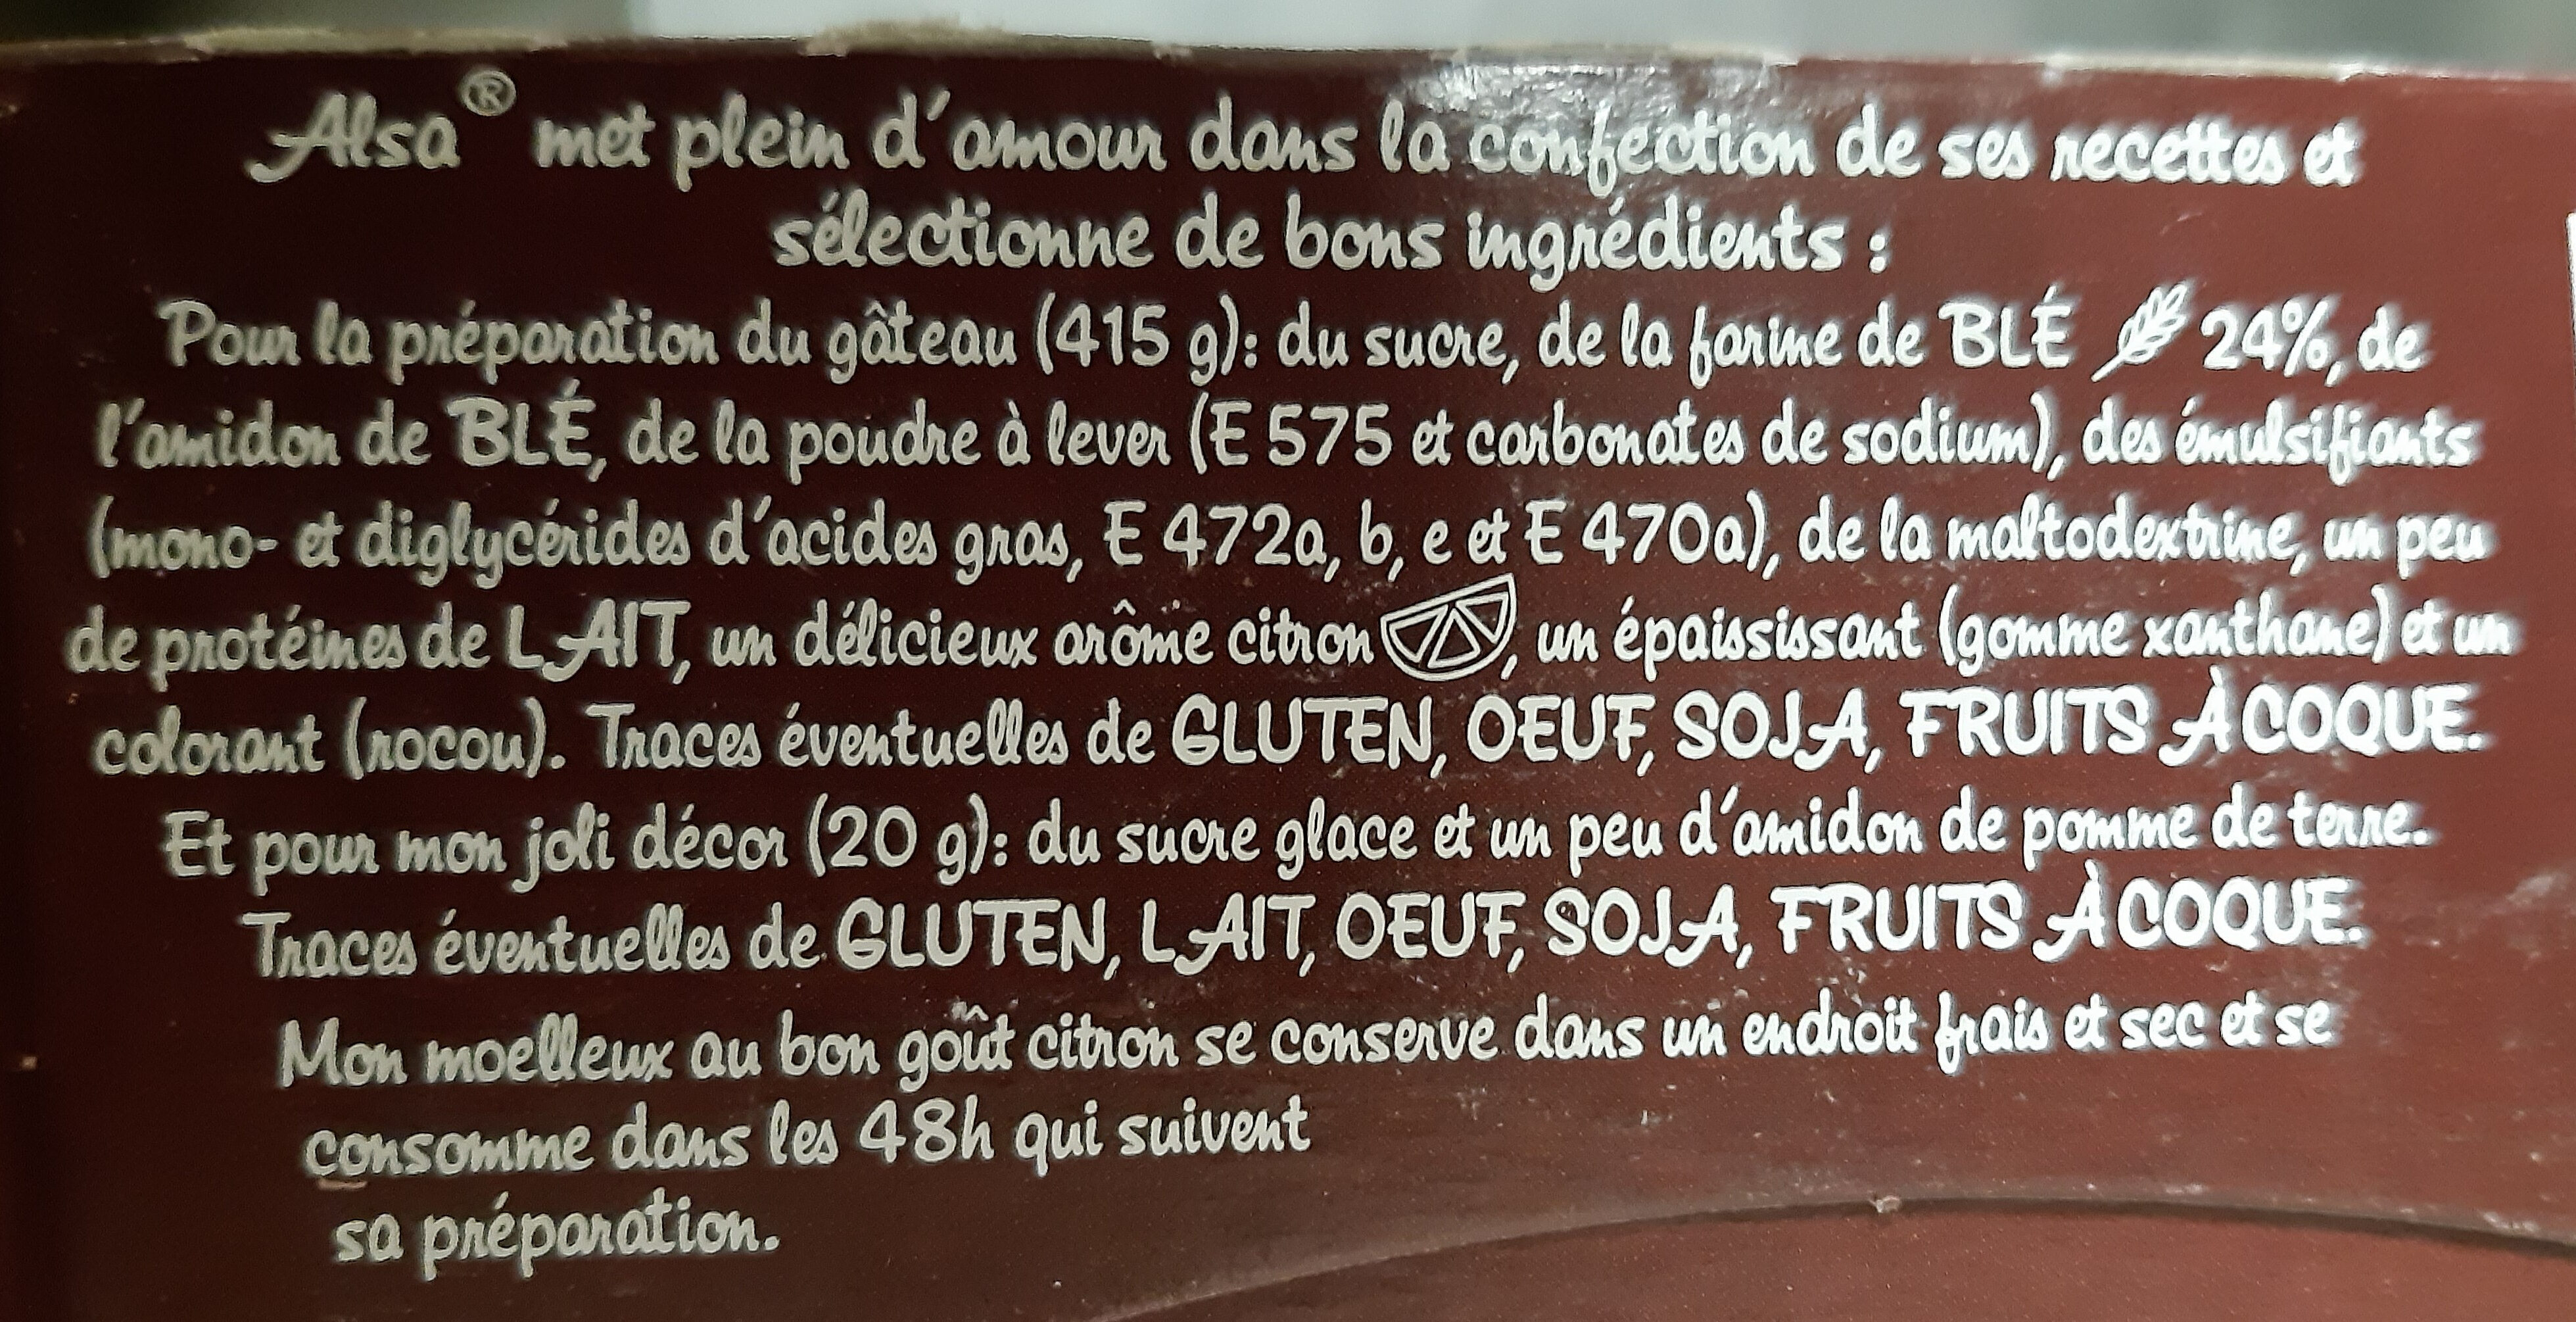 Alsa® met plein d'amour dans la confection de ses recettes et
sélectionne de bons ingrédients :
Pour la préparation du gâteau (415 g): du sucre, de la farine de BLÉ 24%, de
l'amidon de BLÉ, de la poudre à lever (E 575 et carbonates de sodium), des émulsifiants
(mono- et diglycérides d'acides gras, E 472a, b, e et E 470a), de la maltodextrine, un peu
de protéines de LAIT, un délicieux arôme citron, un épaississant (gomme xanthane) et un
colorant (rocou). Traces éventuelles de GLUTEN, OEUF, SOJA, FRUITS À COQUE.
Et pour mon joli décor (20 g): du sucre glace et un peu d'amidon de pomme de terre.
Traces éventuelles de GLUTEN, LAIT, OEUF, SOJA, FRUITS À COQUE.
Mon moelleux au bon goût citron se conserve dans un endroit frais et sec et se
consomme dans les 48h qui suivent
sa préparation.